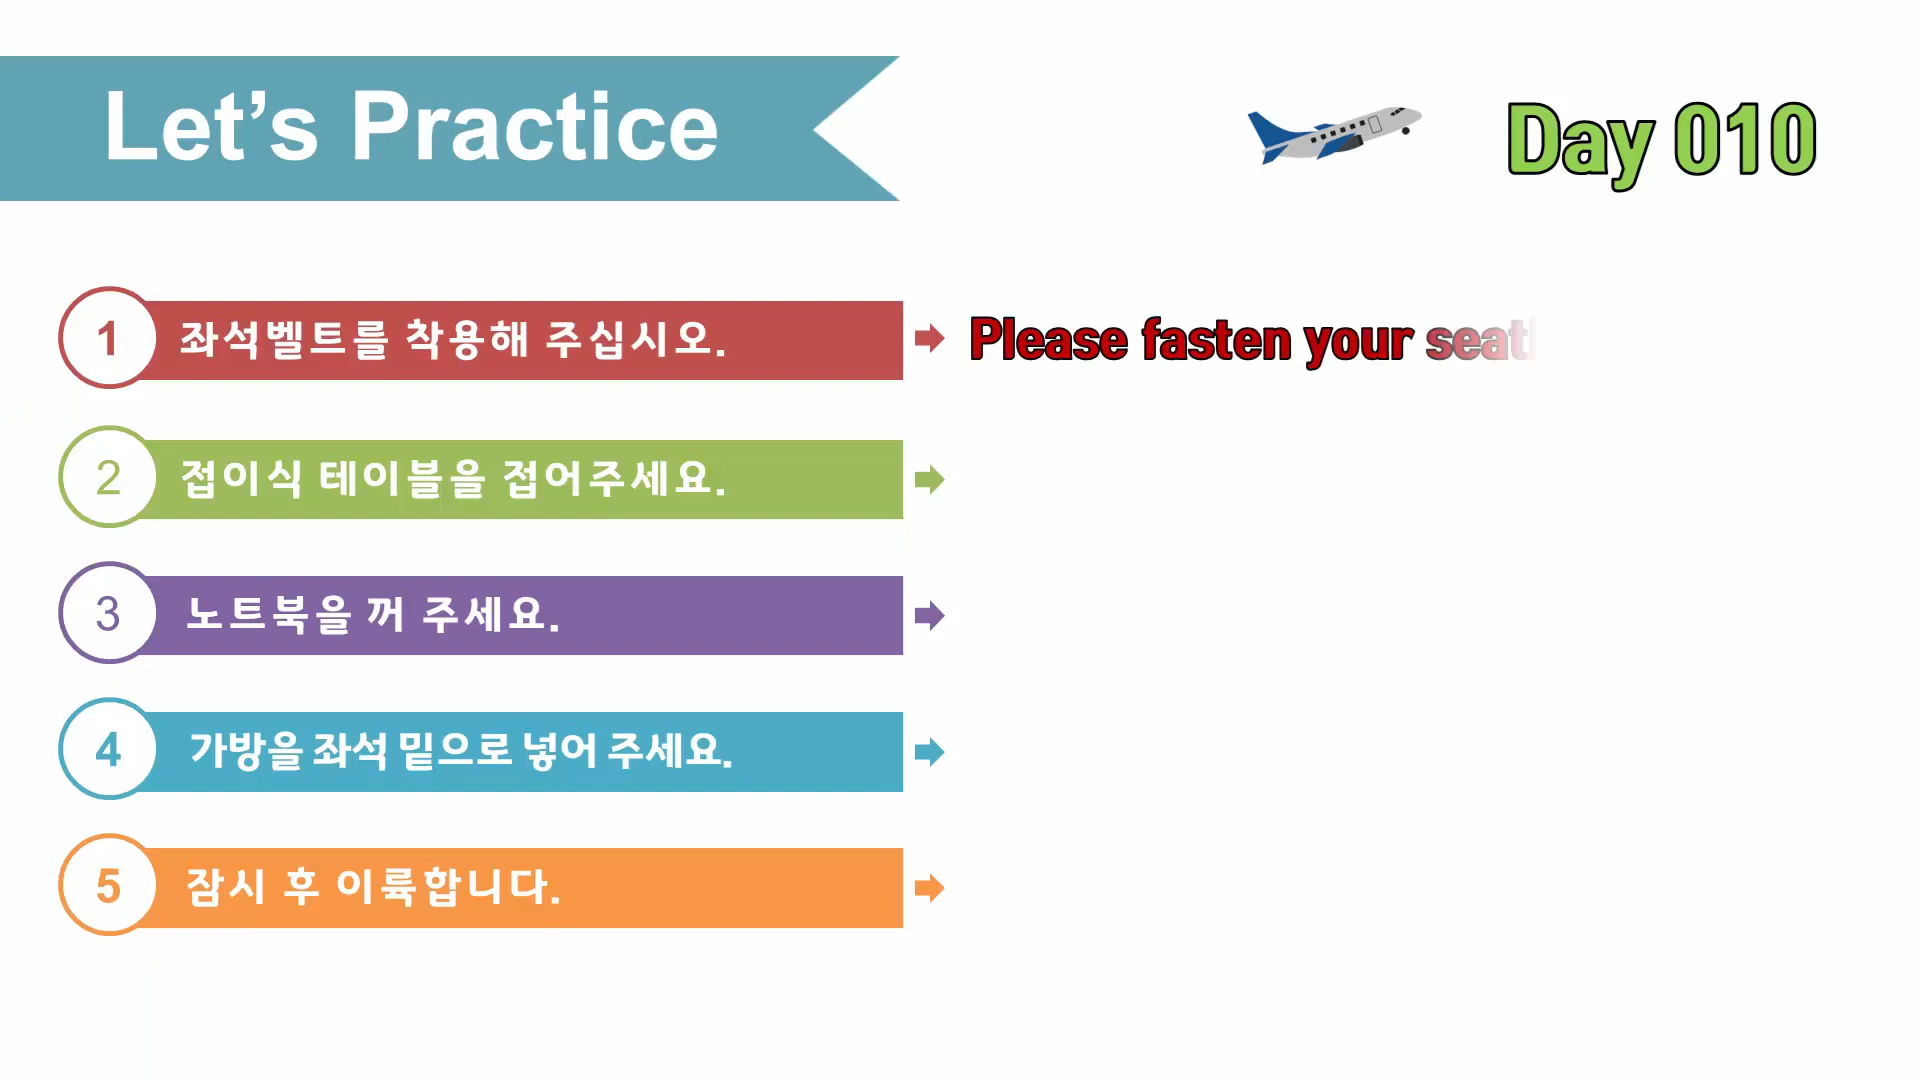 Let's Practice
Day 010
1 좌석벨트를 착용해 주십시오.
Please fasten your seat
2 접이식 테이블을 접어주세요.
3 노트북을 꺼 주세요.
4 가방을 좌석 밑으로 넣어 주세요.
5 잠시 후 이륙합니다.